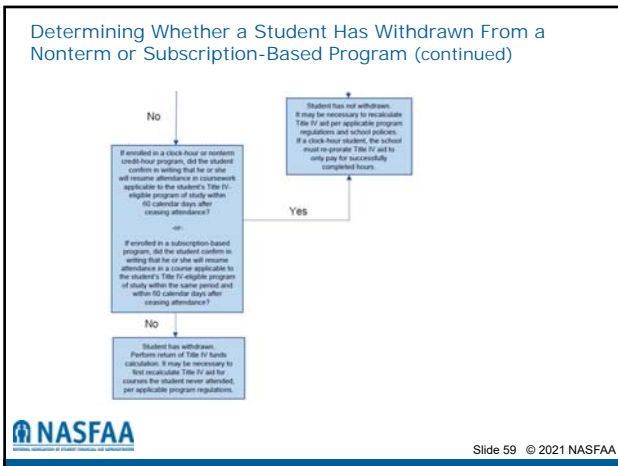 Determining Whether a Student Has Withdrawn From a
Nonterm or Subscription-Based Program (continued)
No
If enrolled in a clock-hour or nonterm
credit-hour program, did the student
confirm in writing that he or she
will resume attendance in coursework
applicable to the student's Title IV-
eligible program of study within
60 calendar days after
ceasing attendance?
-or-
If enrolled in a subscription-based
program, did the student confirm in
writing that he or she will resume
attendance in a course applicable to
the student's Title IV-eligible program
of study within the same period and
within 60 calendar days after
ceasing attendance?
Yes
Student has not withdrawn.
It may be necessary to recalculate
Title IV aid per applicable program
regulations and school policies.
If a clock-hour student, the school
must re-prorate Title IV aid to
only pay for successfully
completed hours.
No
Student has withdrawn.
Perform return of Title IV funds
calculation. It may be necessary to
first recalculate Title IV aid for
courses the student never attended,
per applicable program regulations.
NASFAA
NATIONAL ASSOCIATION OF STUDENT FINANCIAL AID ADMINISTRATORS
Slide 59 © 2021 NASFAA